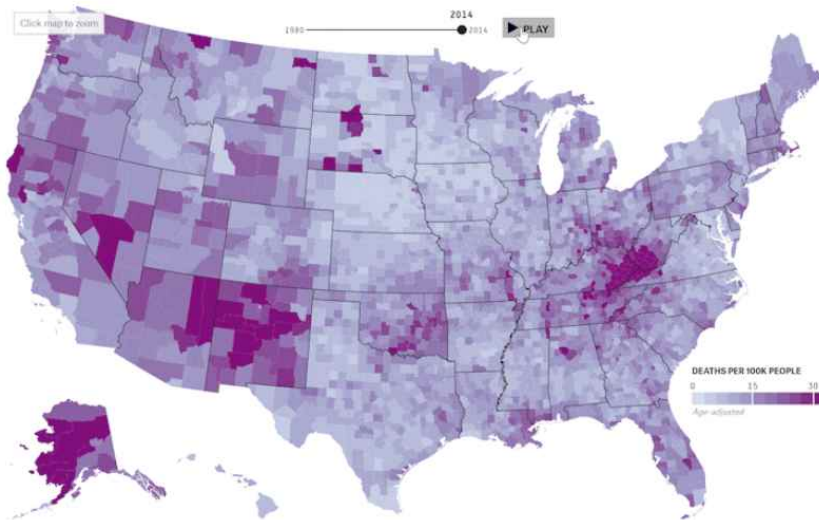 2014
Click map to zoom
1980
2014
PLAY
DEATHS PER 100K PEOPLE
0 15 30
Age-adjusted